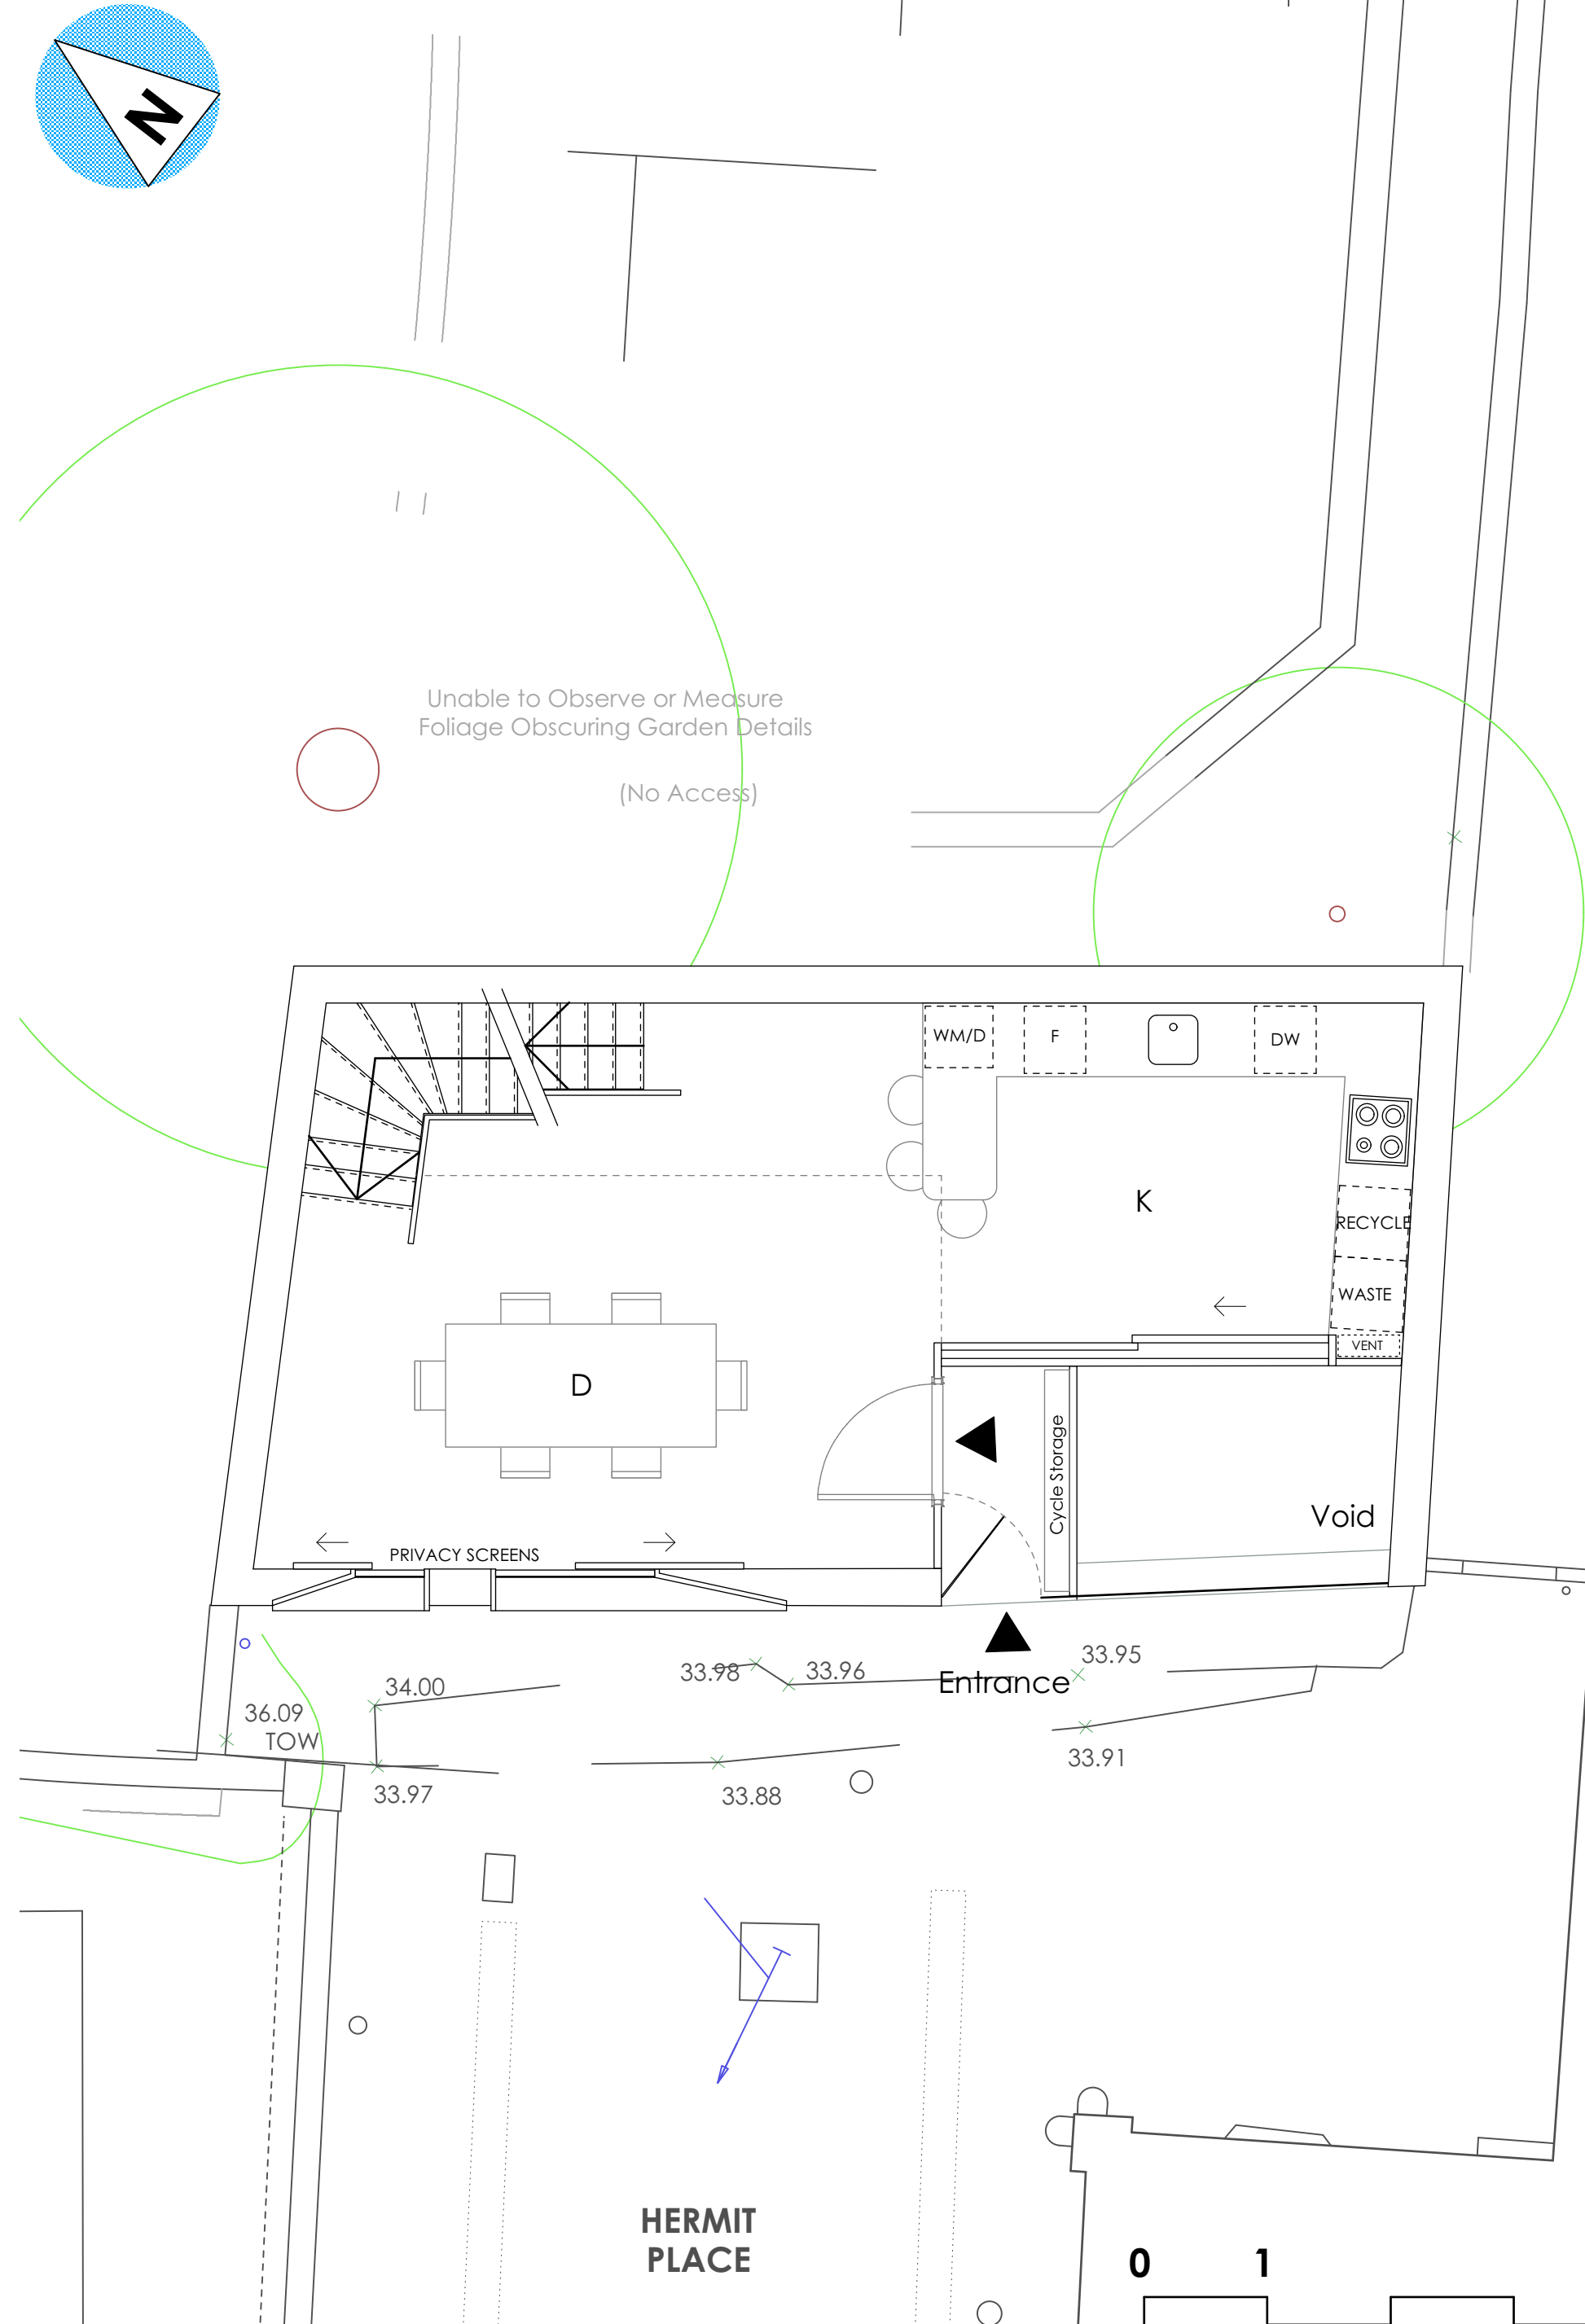 N
Unable to Observe or Measure
Foliage Obscuring Garden Details
(No Access)
WM/D
F
DW
K
RECYCLE
WASTE
VENT
D
Cycle Storage
Void
PRIVACY SCREENS
Entrance
33.95
33.98
33.96
34.00
36.09
TOW
33.91
33.97
33.88
HERMIT
PLACE
0 1